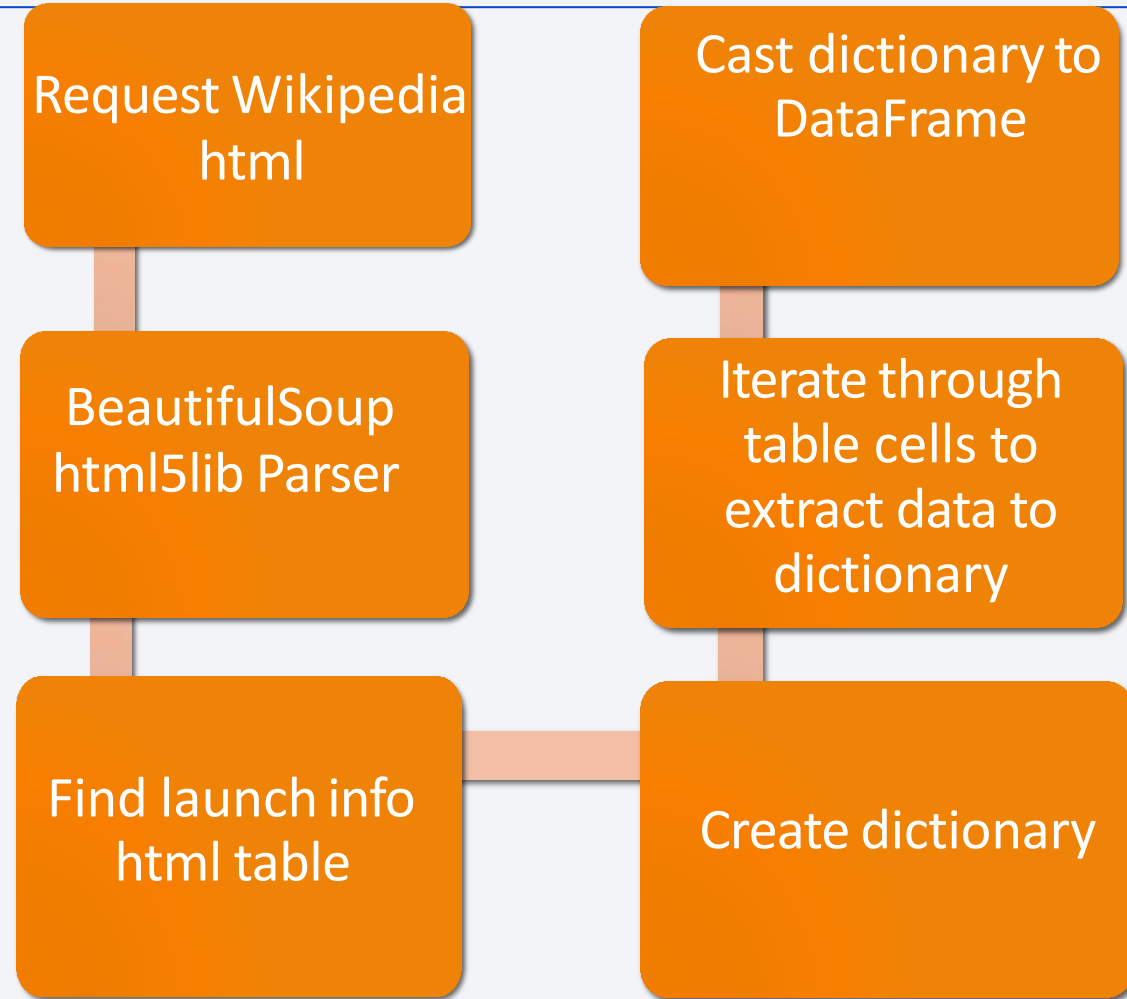 Request Wikipedia
html
BeautifulSoup
html5lib Parser
Find launch info
html table
Create dictionary
Iterate through
table cells to
extract data to
dictionary
Cast dictionary to
DataFrame